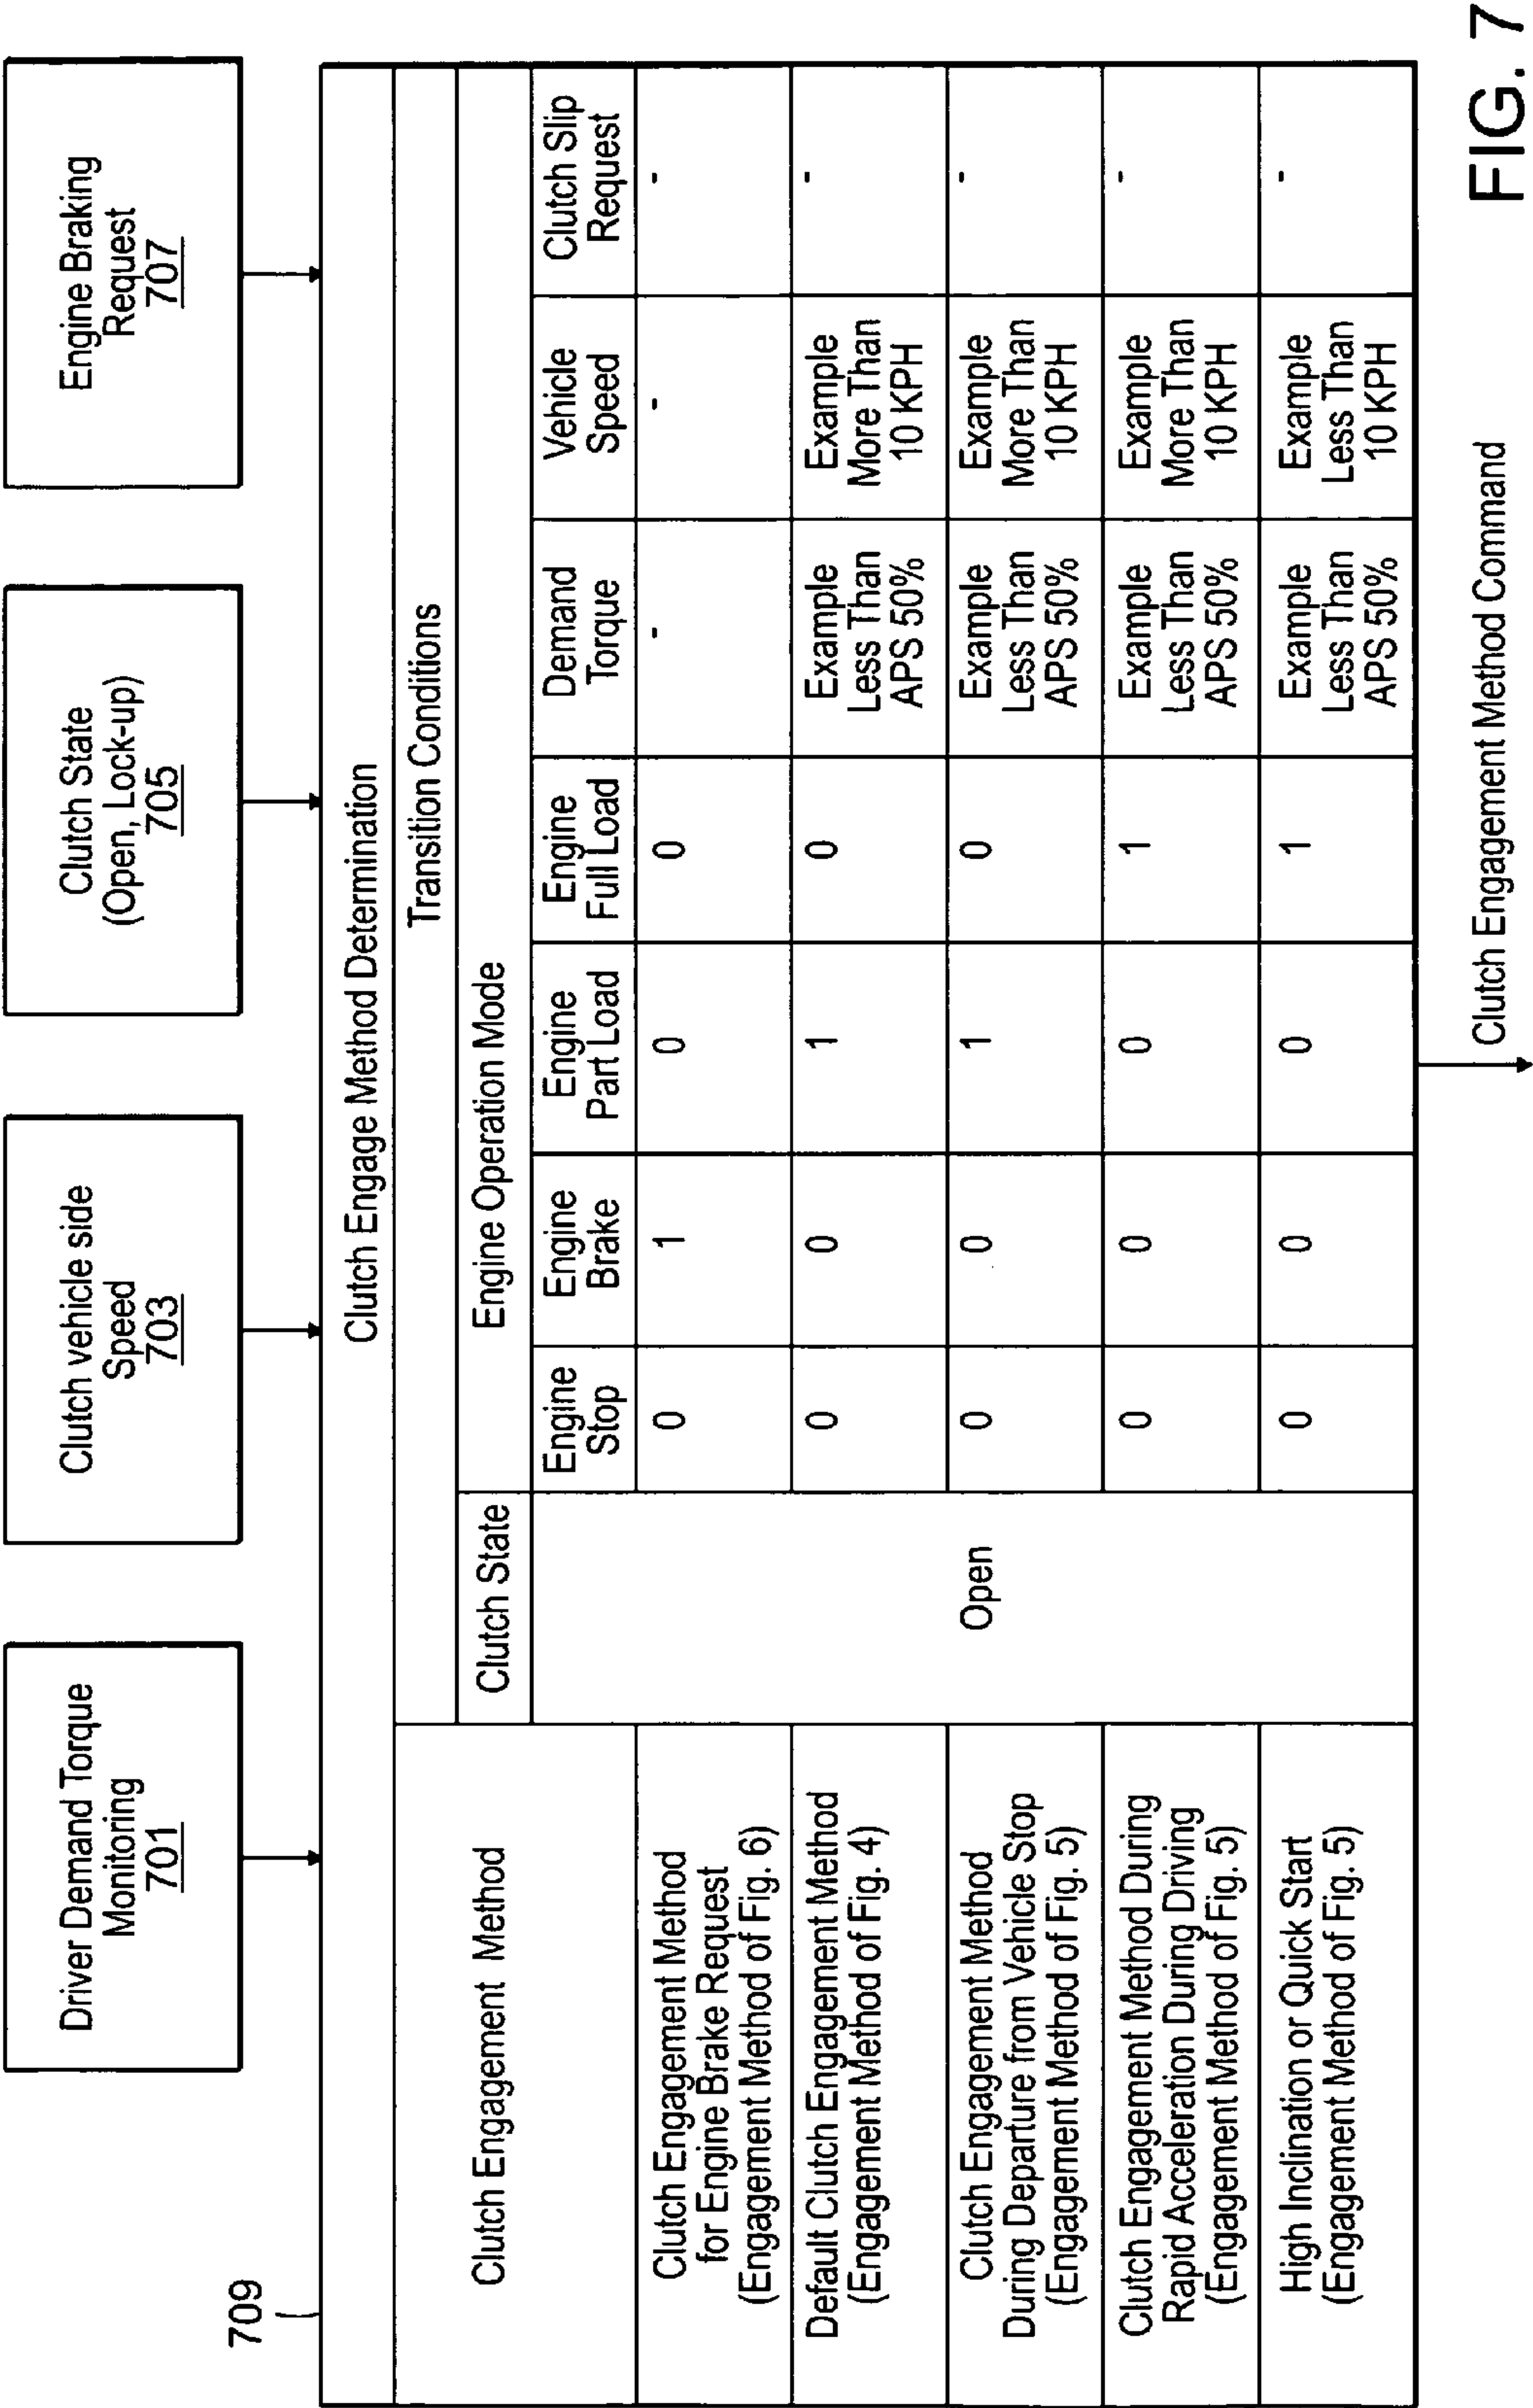 Driver Demand Torque
Monitoring
701
Clutch vehicle side
Speed
703
Clutch State
(Open, Lock-up)
705
Engine Braking
Request
707
709
Clutch Engage Method Determination
Clutch Engagement Method
Transition Conditions
Clutch State
Engine Operation Mode
Engine
Stop
Engine
Brake
Engine
Part Load
Engine
Full Load
Demand
Torque
Vehicle
Speed
Clutch Slip
Request
Clutch Engagement Method
for Engine Brake Request
(Engagement Method of Fig. 6)
Open
0
1
0
0
-
-
-
Default Clutch Engagement Method
(Engagement Method of Fig. 4)
0
0
1
0
Example
Less Than
APS 50%
Example
More Than
10 KPH
-
Clutch Engagement Method
During Departure from Vehicle Stop
(Engagement Method of Fig. 5)
0
0
1
0
Example
Less Than
APS 50%
Example
More Than
10 KPH
-
Clutch Engagement Method During
Rapid Acceleration During Driving
(Engagement Method of Fig. 5)
0
0
0
1
Example
Less Than
APS 50%
Example
More Than
10 KPH
-
High Inclination or Quick Start
(Engagement Method of Fig. 5)
0
0
0
1
Example
Less Than
APS 50%
Example
Less Than
10 KPH
-
Clutch Engagement Method Command
FIG. 7